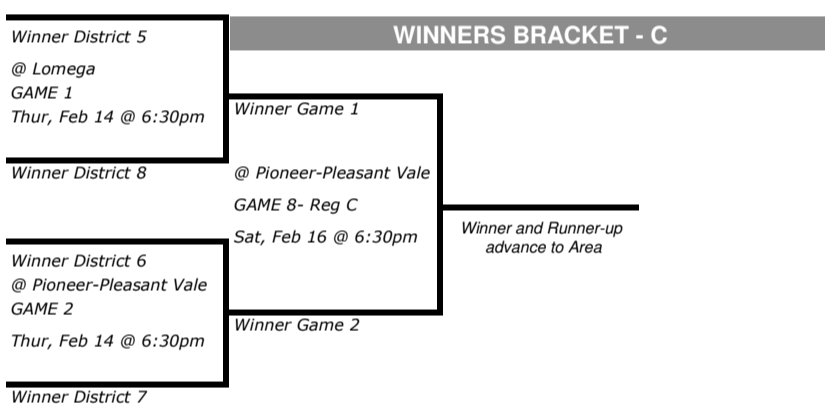 WINNERS BRACKET - C
Winner District 5
@ Lomega
GAME 1
Thur, Feb 14 @ 6:30pm
Winner District 8
Winner Game 1
@ Pioneer-Pleasant Vale
GAME 8- Reg C
Sat, Feb 16 @ 6:30pm
Winner Game 2
Winner and Runner-up
advance to Area
Winner District 6
@ Pioneer-Pleasant Vale
GAME 2
Thur, Feb 14 @ 6:30pm
Winner District 7